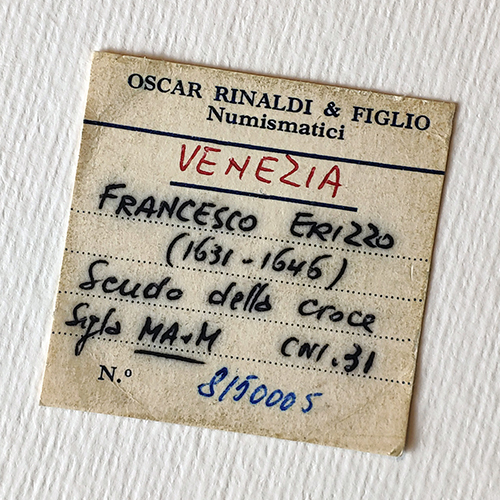 OSCAR RINALDI & FIGLIO
Numismatici
VENEZIA
FRANCESCO ERIZZO
(1631-1646)
Scudo della croce
Sigla MA•M CNI.31
N.º 8/50005